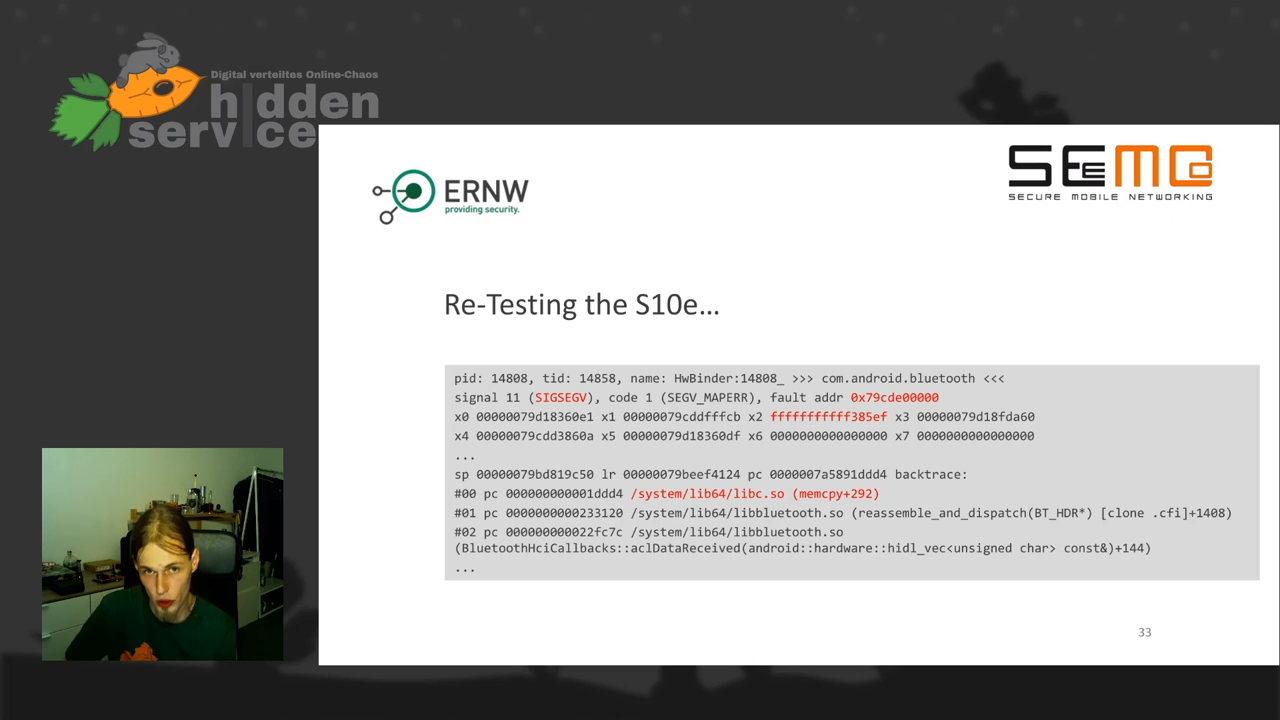 Digital verteiltes Online-Chaos
hidden
service
ERNW
providing security.
SEEMOO
SECURE MOBILE NETWORKING
Re-Testing the S10e…
pid: 14808, tid: 14858, name: HwBinder:14808_ >>> com.android.bluetooth <<<
signal 11 (SIGSEGV), code 1 (SEGV_MAPERR), fault addr 0x79cde00000
x0 00000079d18360e1 x1 00000079cddfffcb x2 fffffffffff385ef x3 00000079d18fda60
x4 00000079cdd3860a x5 00000079d18360df x6 0000000000000000 x7 0000000000000000
...
sp 00000079bd819c50 lr 00000079beef4124 pc 0000007a5891ddd4 backtrace:
#00 pc 000000000001ddd4 /system/lib64/libc.so (memcpy+292)
#01 pc 0000000000233120 /system/lib64/libbluetooth.so (reassemble_and_dispatch(BT_HDR*) [clone .cfi]+1408)
#02 pc 000000000022fc7c /system/lib64/libbluetooth.so
(BluetoothHciCallbacks::aclDataReceived(android::hardware::hidl_vec<unsigned char> const&)+144)
...
33